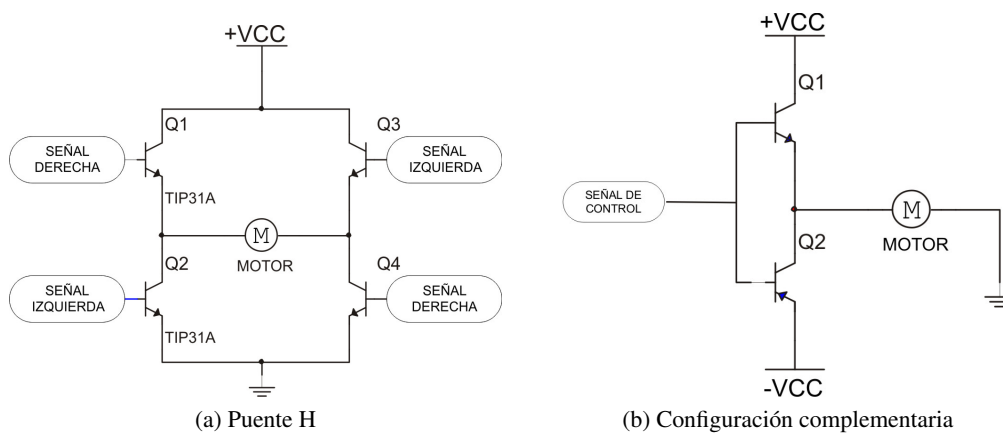 +VCC
Q1
Q3
SEÑAL
DERECHA
SEÑAL
IZQUIERDA
TIP31A
M
MOTOR
Q2
Q4
SEÑAL
IZQUIERDA
SEÑAL
DERECHA
TIP31A
(a) Puente H
+VCC
Q1
SEÑAL DE
CONTROL
M
MOTOR
Q2
-VCC
(b) Configuración complementaria